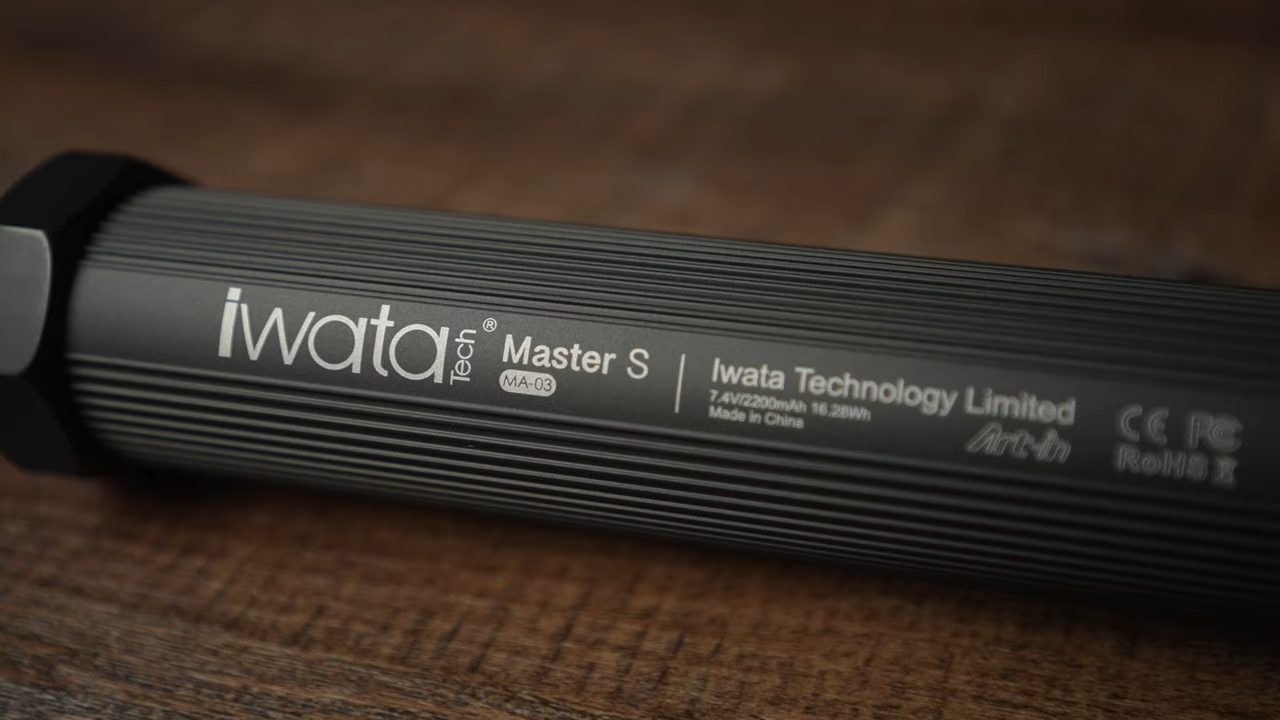 iwata Tech®
Master S
MA-03
Iwata Technology Limited
7.4V/2200mAh 16.28Wh
Made in China
Art-in
CE FC
RoHS